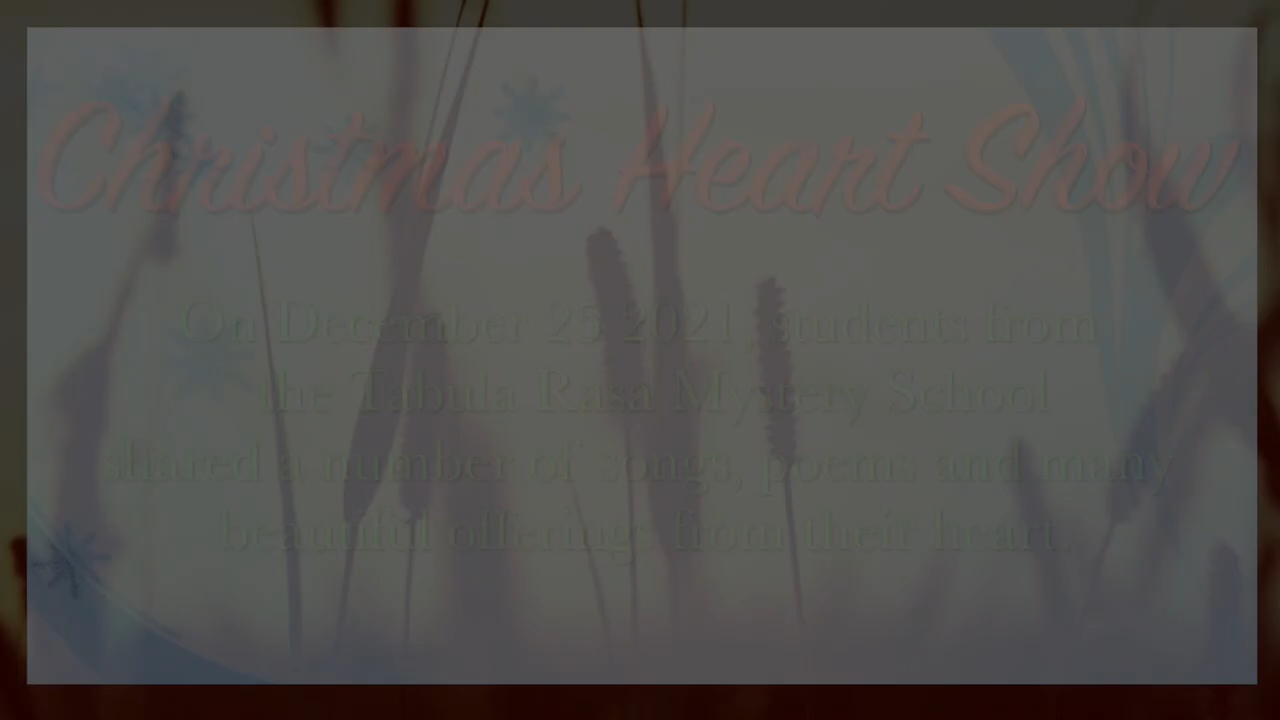 Christmas Heart Show
On December 25 2021, students from
the Tabula Rasa Mystery School
shared a number of songs, poems and many
beautiful offerings from their heart.